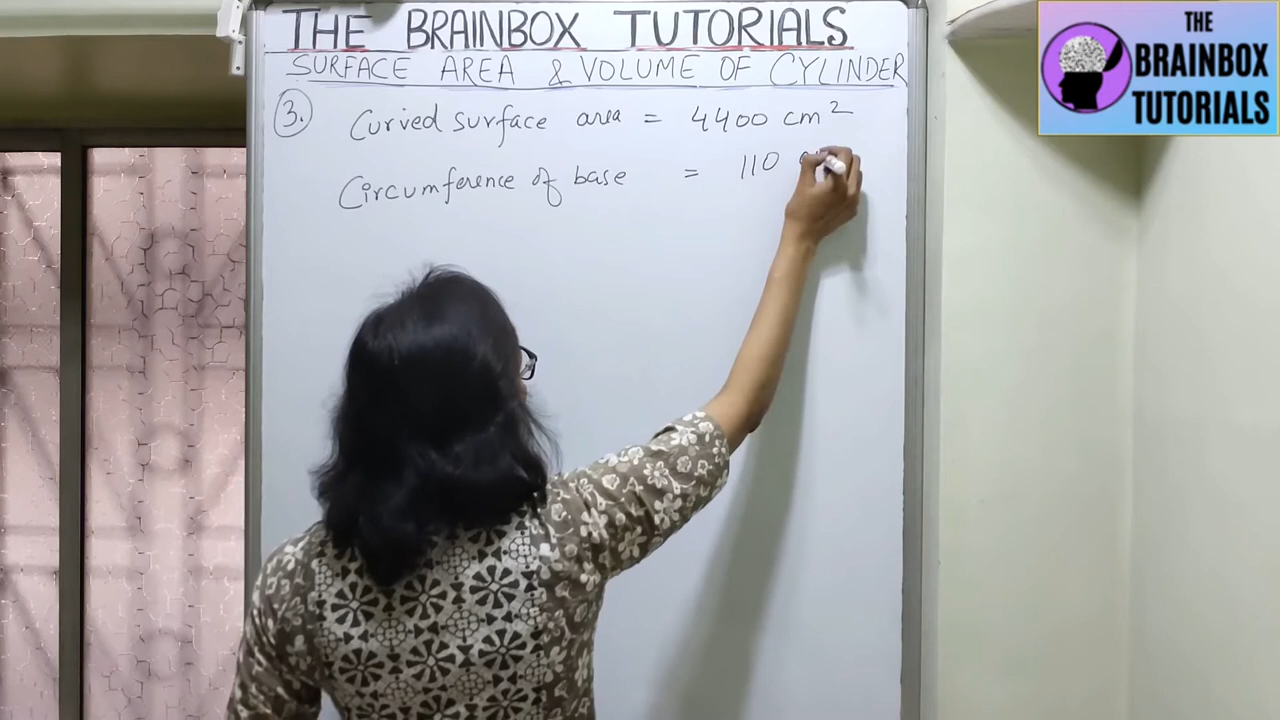 THE BRAINBOX TUTORIALS
SURFACE AREA & VOLUME OF CYLINDER
3. Curved surface area = 4400 cm²
Circumference of base = 110
THE
BRAINBOX
TUTORIALS